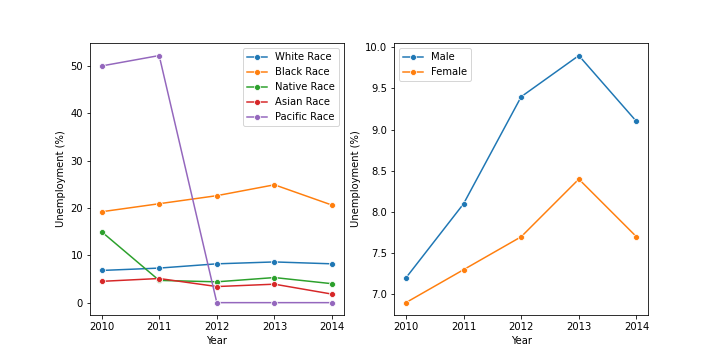 50
40
30
20
10
0
Unemployment (%)
2010 2011 2012 2013 2014
Year
White Race
Black Race
Native Race
Asian Race
Pacific Race
10.0
9.5
9.0
8.5
8.0
7.5
7.0
Unemployment (%)
2010 2011 2012 2013 2014
Year
Male
Female